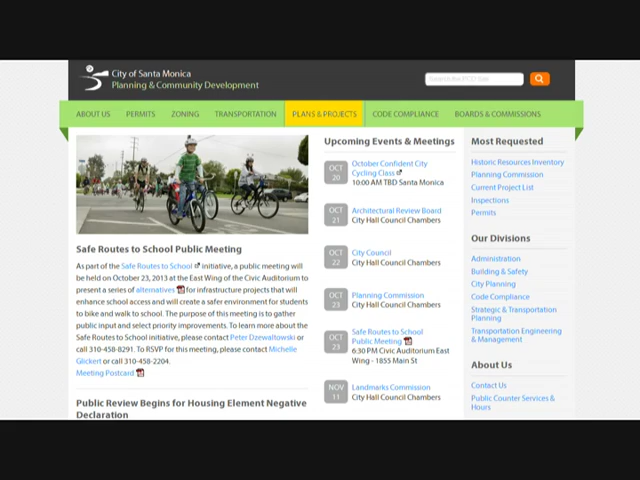 City of Santa Monica
Planning & Community Development
Search the PCD site
ABOUT US
PERMITS
ZONING
TRANSPORTATION
PLANS & PROJECTS
CODE COMPLIANCE
BOARDS & COMMISSIONS
Safe Routes to School Public Meeting
As part of the Safe Routes to School initiative, a public meeting will
be held on October 23, 2013 at the East Wing of the Civic Auditorium to
present a series of alternatives for infrastructure projects that will
enhance school access and will create a safer environment for students
to bike and walk to school. The purpose of this meeting is to gather
public input and select priority improvements. To learn more about the
Safe Routes to School initiative, please contact Peter Dzewaltowski or
call 310-458-8291. To RSVP for this meeting, please contact Michelle
Glickert or call 310-458-2204.
Meeting Postcard
Public Review Begins for Housing Element Negative
Declaration
Upcoming Events & Meetings
OCT
20
October Confident City
Cycling Class
10:00 AM TBD Santa Monica
OCT
21
Architectural Review Board
City Hall Council Chambers
OCT
22
City Council
City Hall Council Chambers
OCT
23
Planning Commission
City Hall Council Chambers
OCT
23
Safe Routes to School
Public Meeting
6:30 PM Civic Auditorium East
Wing - 1855 Main St
NOV
11
Landmarks Commission
City Hall Council Chambers
Most Requested
Historic Resources Inventory
Planning Commission
Current Project List
Inspections
Permits
Our Divisions
Administration
Building & Safety
City Planning
Code Compliance
Strategic & Transportation
Planning
Transportation Engineering
& Management
About Us
Contact Us
Public Counter Services &
Hours